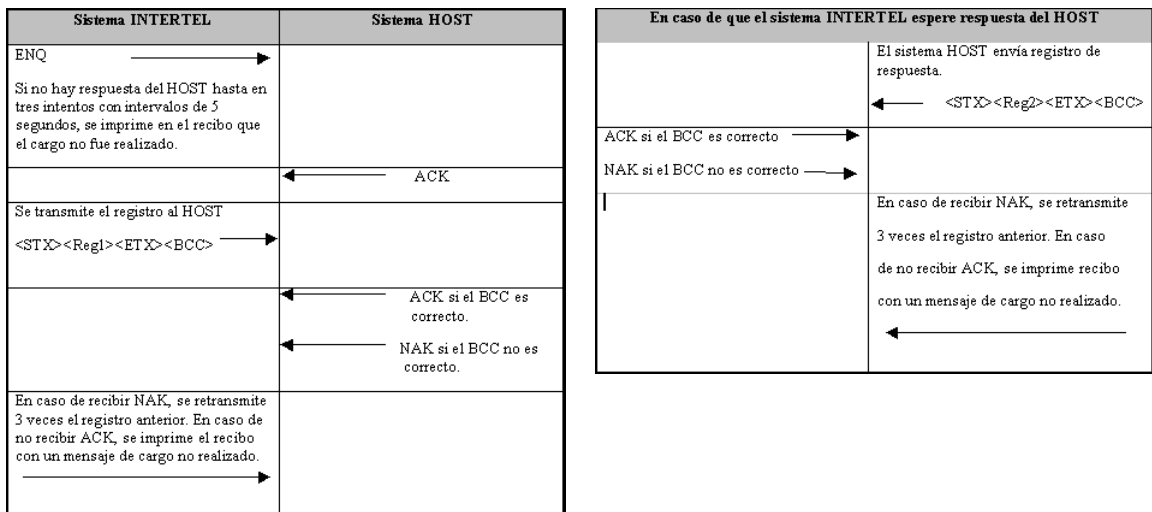 Sistema INTERTEL
Sistema HOST
ENQ
Si no hay respuesta del HOST hasta en
tres intentos con intervalos de 5
segundos, se imprime en el recibo que
el cargo no fue realizado.
ACK
Se transmite el registro al HOST
<STX><Reg1><ETX><BCC>
ACK si el BCC es
correcto.
NAK si el BCC no es
correcto.
En caso de recibir NAK, se retransmite
3 veces el registro anterior. En caso de
no recibir ACK, se imprime el recibo
con un mensaje de cargo no realizado.
En caso de que el sistema INTERTEL espere respuesta del HOST
El sistema HOST envía registro de
respuesta.
<STX><Reg2><ETX><BCC>
ACK si el BCC es correcto
NAK si el BCC no es correcto
En caso de recibir NAK, se retransmite
3 veces el registro anterior. En caso
de no recibir ACK, se imprime recibo
con un mensaje de cargo no realizado.